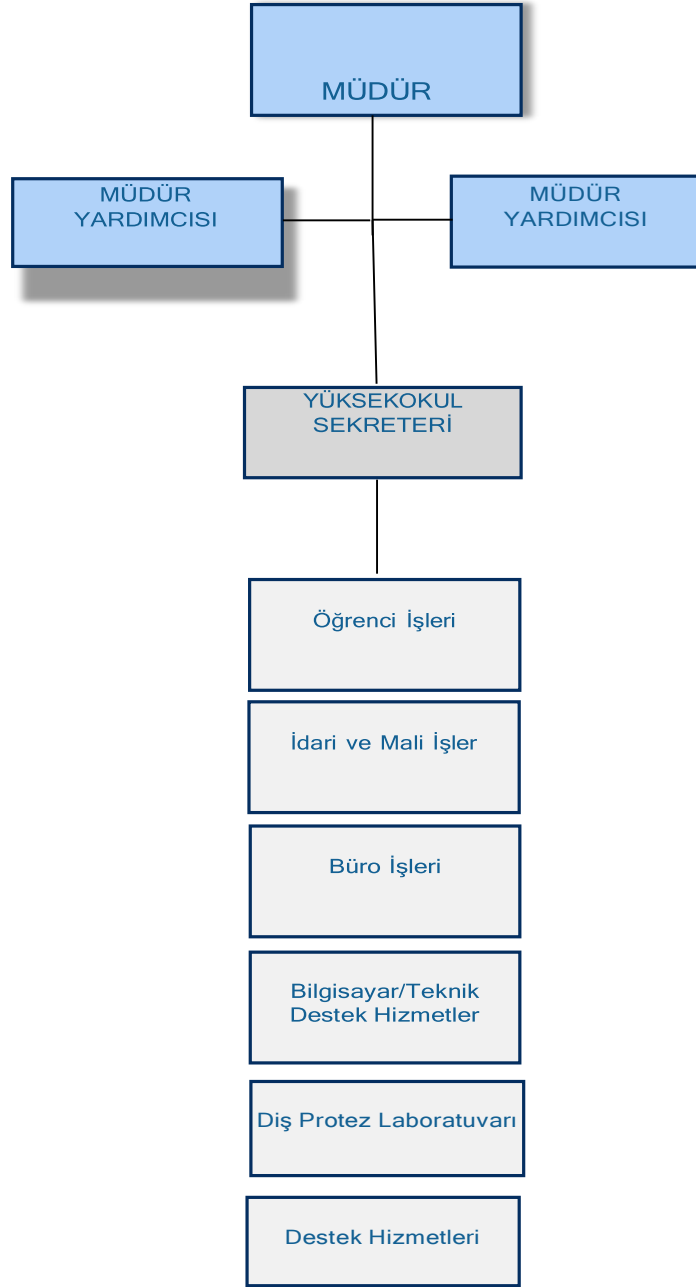 MÜDÜR
MÜDÜR
YARDIMCISI
MÜDÜR
YARDIMCISI
YÜKSEKOKUL
SEKRETERİ
Öğrenci İşleri
İdari ve Mali İşler
Büro İşleri
Bilgisayar/Teknik
Destek Hizmetler
Diş Protez Laboratuvarı
Destek Hizmetleri